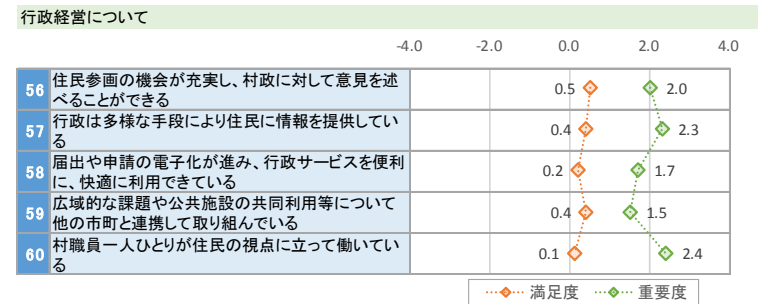 行政経営について
-4.0 -2.0 0.0 2.0 4.0
56 住民参画の機会が充実し、村政に対して意見を述
べることができる
0.5 2.0
57 行政は多様な手段により住民に情報を提供してい
る
0.4 2.3
58 届出や申請の電子化が進み、行政サービスを便利
に、快適に利用できている
0.2 1.7
59 広域的な課題や公共施設の共同利用等について
他の市町と連携して取り組んでいる
0.4 1.5
60 村職員一人ひとりが住民の視点に立って働いてい
る
0.1 2.4
満足度 重要度